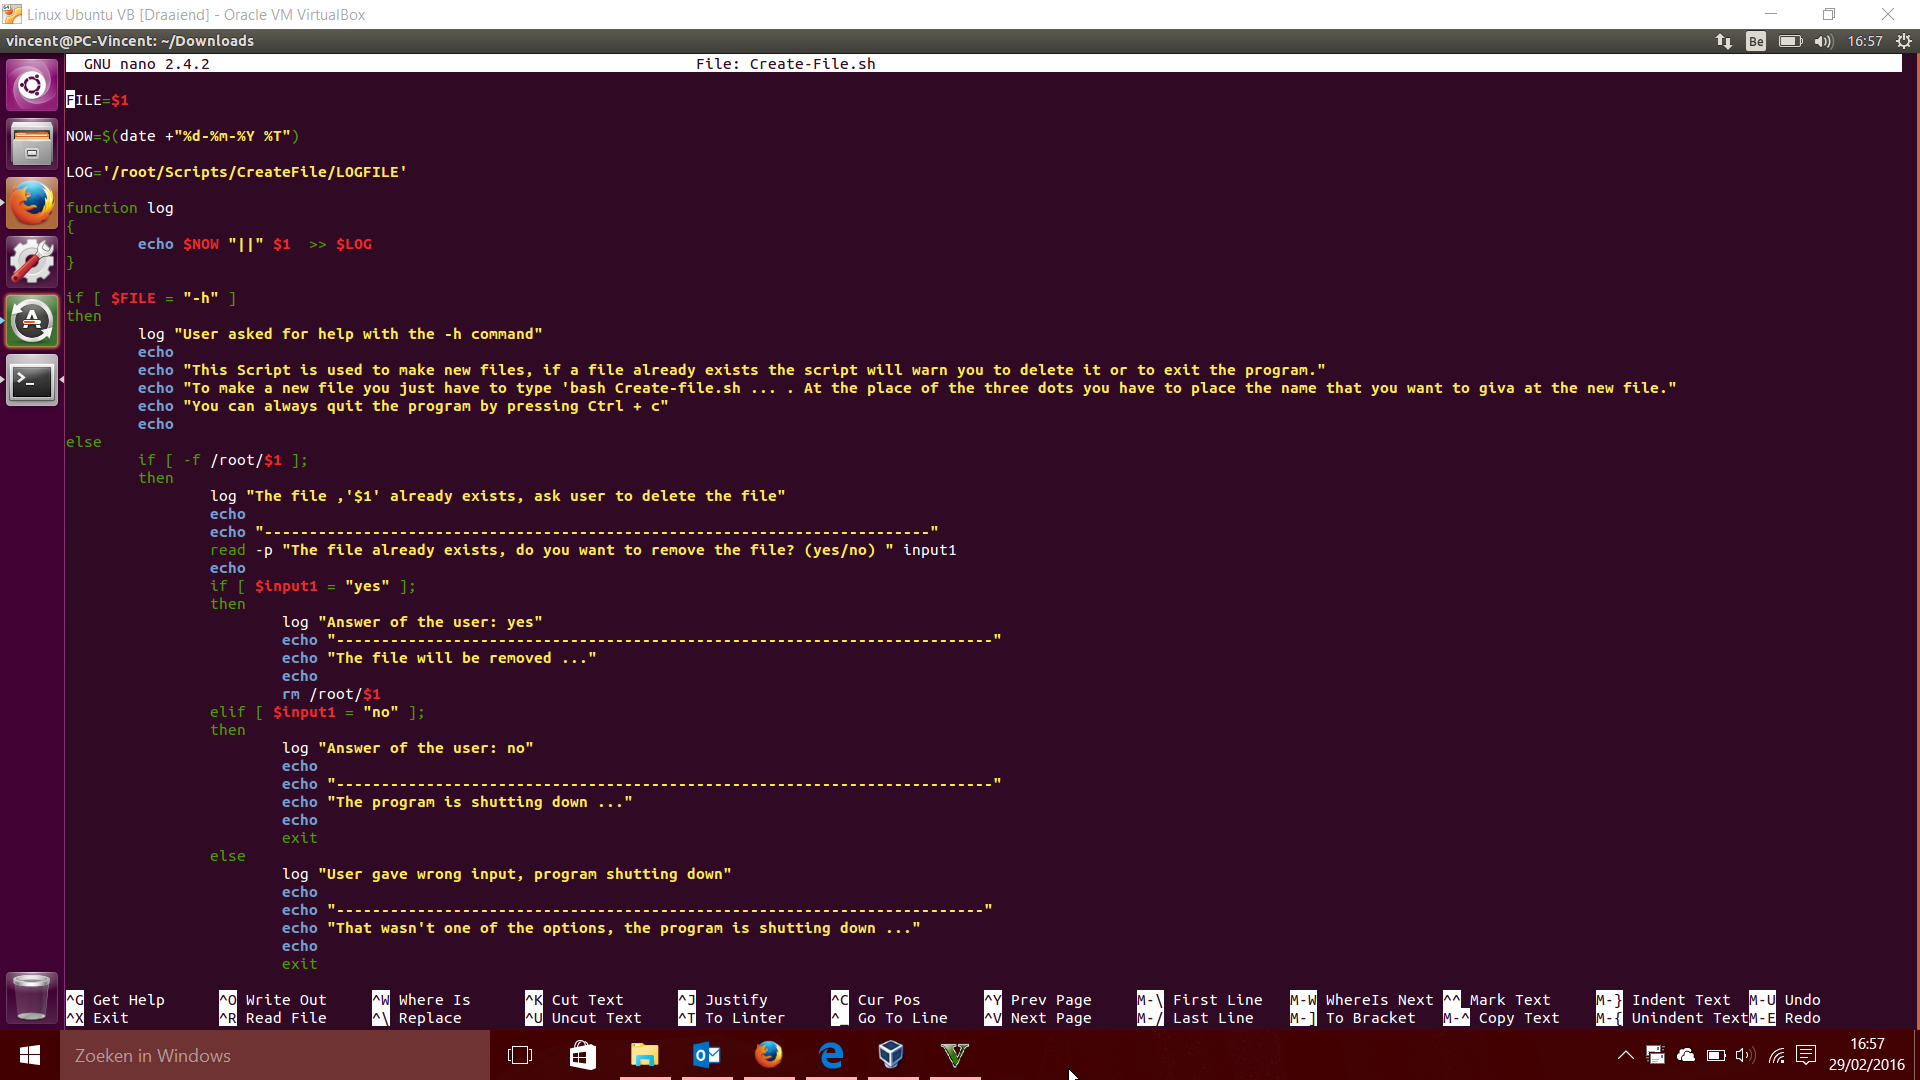 Linux Ubuntu VB [Draaiend] - Oracle VM VirtualBox
vincent@PC-Vincent: ~/Downloads
Be
16:57
GNU nano 2.4.2 File: Create-File.sh
FILE=$1
NOW=$(date +"%d-%m-%Y %T")
LOG='/root/Scripts/CreateFile/LOGFILE'
function log
{
echo $NOW "||" $1  >> $LOG
}
if [ $FILE = "-h" ]
then
log "User asked for help with the -h command"
echo
echo "This Script is used to make new files, if a file already exists the script will warn you to delete it or to exit the program."
echo "To make a new file you just have to type 'bash Create-file.sh ... . At the place of the three dots you have to place the name that you want to giva at the new file."
echo "You can always quit the program by pressing Ctrl + c"
echo
else
if [ -f /root/$1 ];
then
log "The file ,'$1' already exists, ask user to delete the file"
echo
echo "--------------------------------------------------------------------------"
read -p "The file already exists, do you want to remove the file? (yes/no) " input1
echo
if [ $input1 = "yes" ];
then
log "Answer of the user: yes"
echo "-------------------------------------------------------------------------"
echo "The file will be removed ..."
echo
rm /root/$1
elif [ $input1 = "no" ];
then
log "Answer of the user: no"
echo
echo "-------------------------------------------------------------------------"
echo "The program is shutting down ..."
echo
exit
else
log "User gave wrong input, program shutting down"
echo
echo "------------------------------------------------------------------------"
echo "That wasn't one of the options, the program is shutting down ..."
echo
exit
^G Get Help ^O Write Out ^W Where Is ^K Cut Text ^J Justify ^C Cur Pos ^Y Prev Page M-\ First Line M-W WhereIs Next ^^ Mark Text M-} Indent Text M-U Undo
^X Exit ^R Read File ^\ Replace ^U Uncut Text ^T To Linter ^_ Go To Line ^V Next Page M-/ Last Line M-] To Bracket M-^ Copy Text M-{ Unindent Text M-E Redo
Zoeken in Windows
16:57
29/02/2016